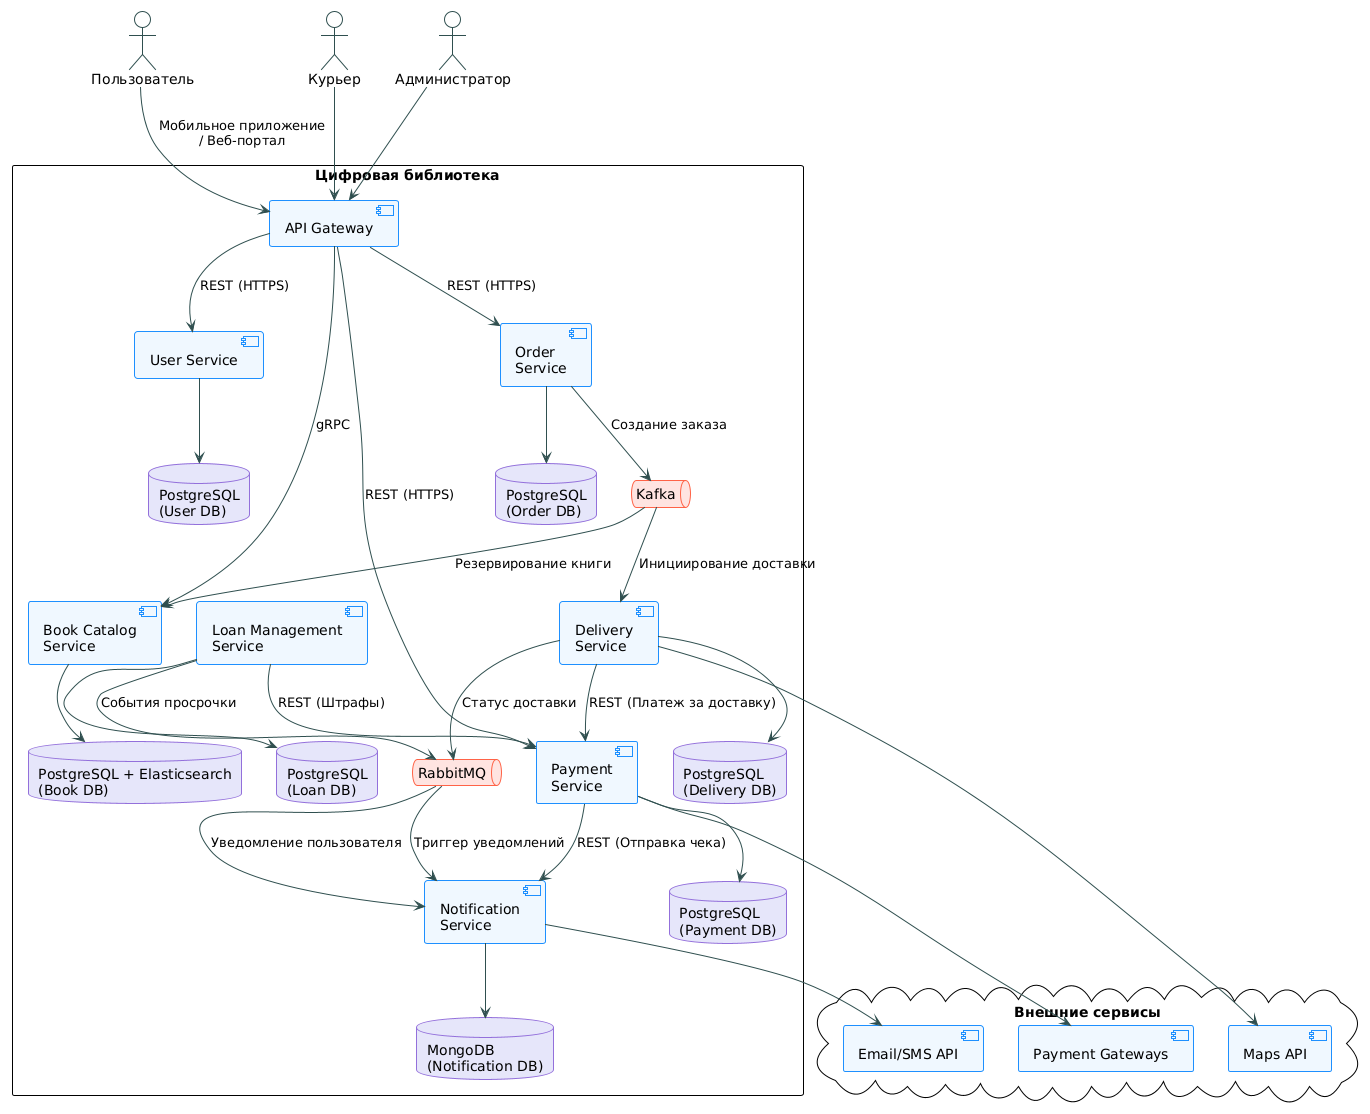 Пользователь
Курьер
Администратор
Мобильное приложение
/ Веб-портал
Цифровая библиотека
API Gateway
REST (HTTPS)
REST (HTTPS)
Order
Service
User Service
gRPC
Создание заказа
PostgreSQL
(User DB)
REST (HTTPS)
PostgreSQL
(Order DB)
Kafka
Резервирование книги
Инициирование доставки
Book Catalog
Service
Loan Management
Service
Delivery
Service
События просрочки
REST (Штрафы)
Статус доставки
REST (Платеж за доставку)
PostgreSQL + Elasticsearch
(Book DB)
PostgreSQL
(Loan DB)
RabbitMQ
Payment
Service
PostgreSQL
(Delivery DB)
Уведомление пользователя
Триггер уведомлений
REST (Отправка чека)
Notification
Service
PostgreSQL
(Payment DB)
Внешние сервисы
MongoDB
(Notification DB)
Email/SMS API
Payment Gateways
Maps API